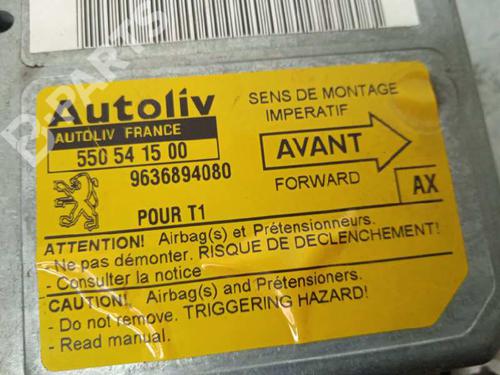 Autoliv
AUTOLIV FRANCE
550 54 15 00
9636894080
POUR T1
SENS DE MONTAGE
IMPERATIF
AVANT
FORWARD
AX
ATTENTION! Airbag(s) et Prétensionneurs.
- Ne pas démonter. RISQUE DE DECLENCHEMENT!
- Consulter la notice
CAUTION! Airbag(s) and Prétensioners.
- Do not remove. TRIGGERING HAZARD!
- Read manual.
B-PARTS